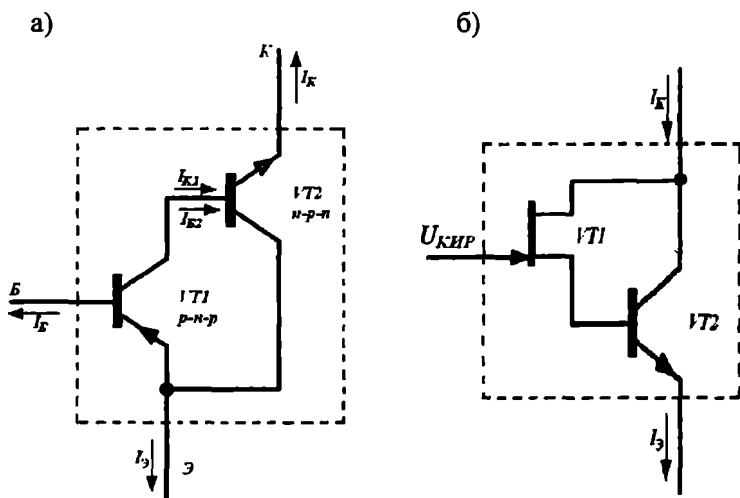 а)
К
I_К
I_К1
I_Б2
VT2
n-p-n
Б
I_Б
VT1
p-n-p
I_Э
Э
б)
I_К
U_КИР
VT1
VT2
I_Э